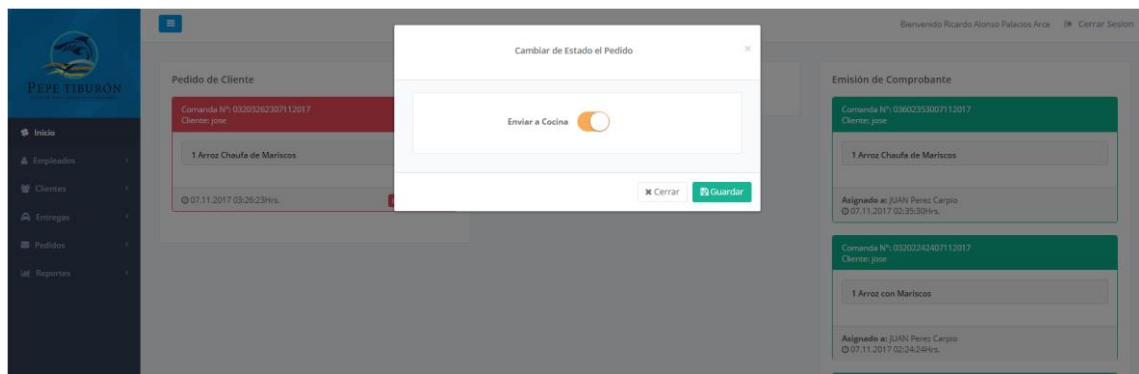 PEPE TIBURÓN
Inicio
Empleados
Clientes
Entregas
Pedidos
Reportes
Bienvenido Ricardo Alonso Palacios Arce
Cerrar Sesion
Pedido de Cliente
Comanda N°: 03203262307112017
Cliente: jose
1 Arroz Chaufa de Mariscos
07.11.2017 03:26:23Hrs.
Cambiar de Estado el Pedido
×
Enviar a Cocina
Cerrar
Guardar
Emisión de Comprobante
Comanda N°: 03602353007112017
Cliente: jose
1 Arroz Chaufa de Mariscos
Asignado a: JUAN Perez Carpio
07.11.2017 02:35:30Hrs.
Comanda N°: 03202242407112017
Cliente: jose
1 Arroz con Mariscos
Asignado a: JUAN Perez Carpio
07.11.2017 02:24:24Hrs.